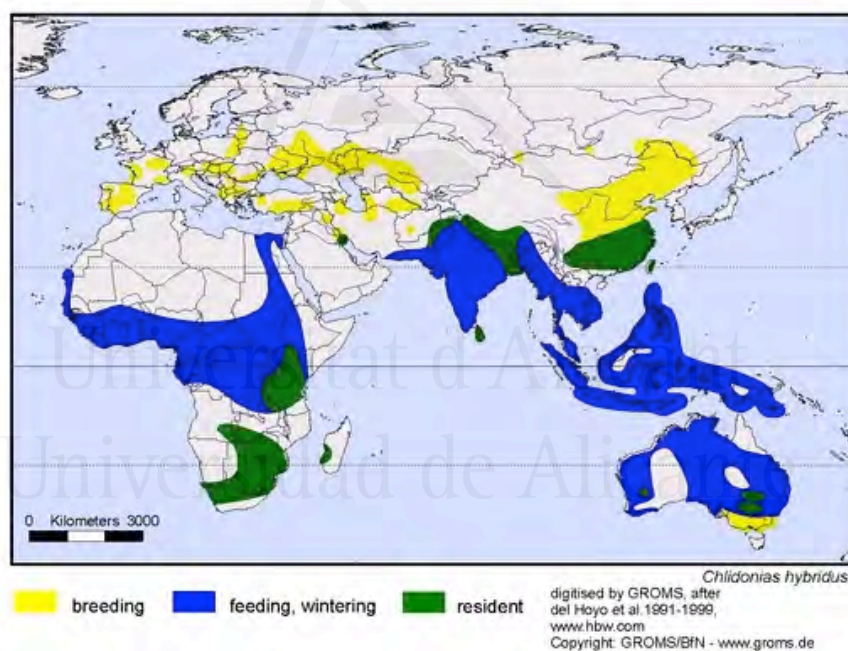 Universitat d'Alacant
Universidad de Alicante
0 Kilometers 3000
Chlidonias hybridus
breeding
feeding, wintering
resident
digitised by GROMS, after
del Hoyo et al.1991-1999,
www.hbw.com
Copyright: GROMS/BfN - www.groms.de